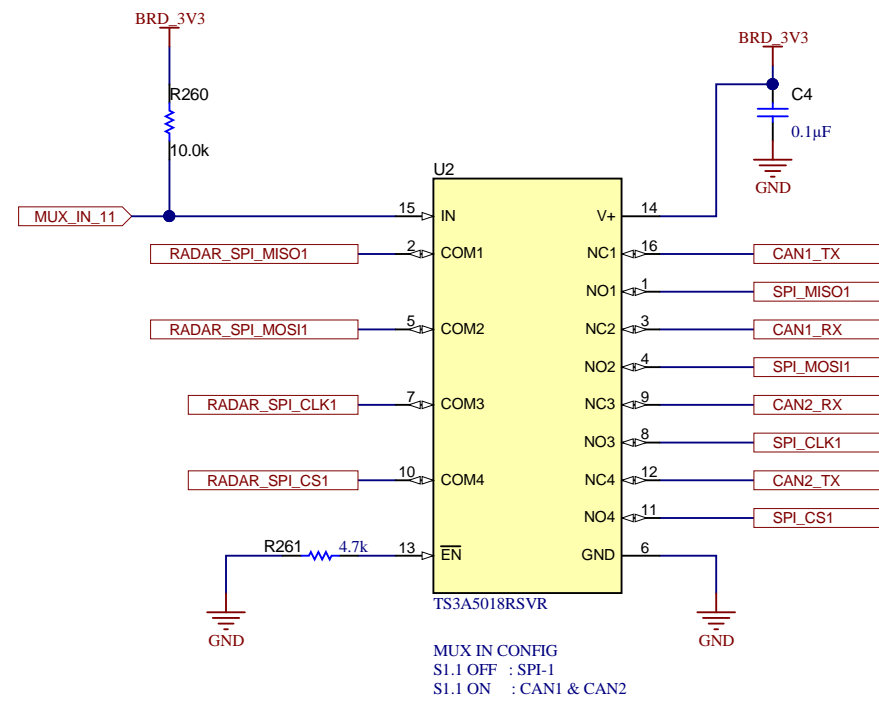 BRD_3V3
BRD_3V3
R260
C4
0.1µF
10.0k
GND
U2
MUX_IN_11
15
IN
V+
14
RADAR_SPI_MISO1
2
COM1
NC1
16
CAN1_TX
NO1
1
SPI_MISO1
RADAR_SPI_MOSI1
5
COM2
NC2
3
CAN1_RX
NO2
4
SPI_MOSI1
RADAR_SPI_CLK1
7
COM3
NC3
9
CAN2_RX
NO3
8
SPI_CLK1
RADAR_SPI_CS1
10
COM4
NC4
12
CAN2_TX
NO4
11
SPI_CS1
R261
4.7k
13
EN
GND
6
TS3A5018RSVR
GND
GND
MUX IN CONFIG
S1.1 OFF : SPI-1
S1.1 ON : CAN1 & CAN2